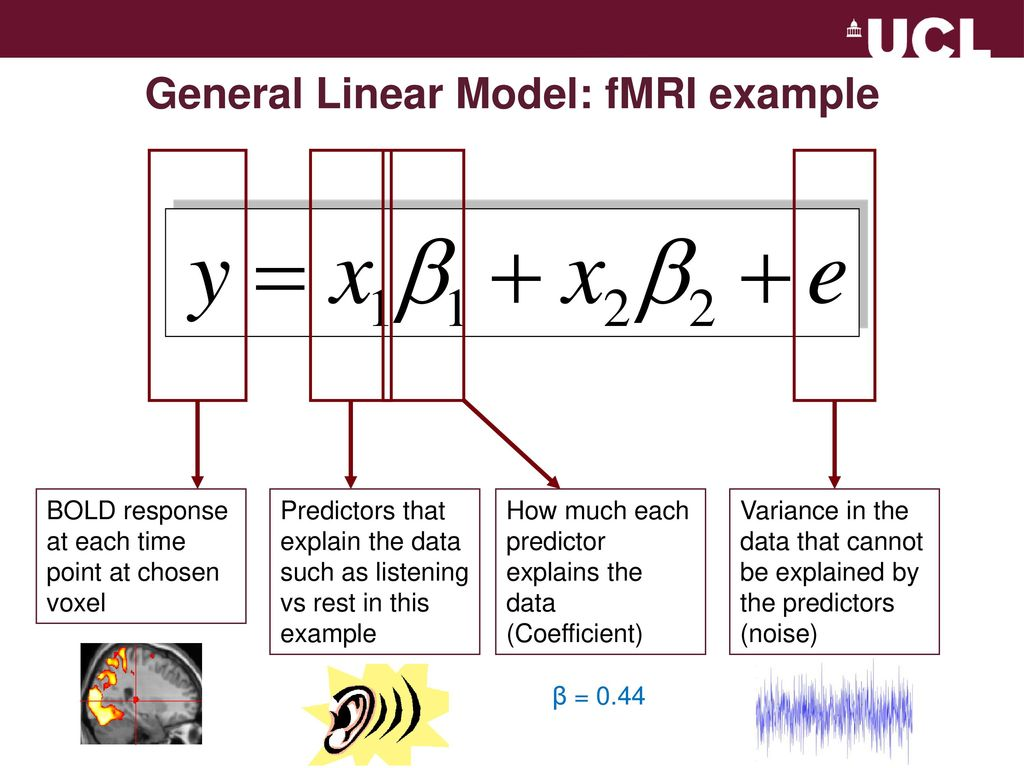 UCL
General Linear Model: fMRI example
y = x₁β₁ + x₂β₂ + e
BOLD response
at each time
point at chosen
voxel
Predictors that
explain the data
such as listening
vs rest in this
example
How much each
predictor
explains the
data
(Coefficient)
Variance in the
data that cannot
be explained by
the predictors
(noise)
β = 0.44